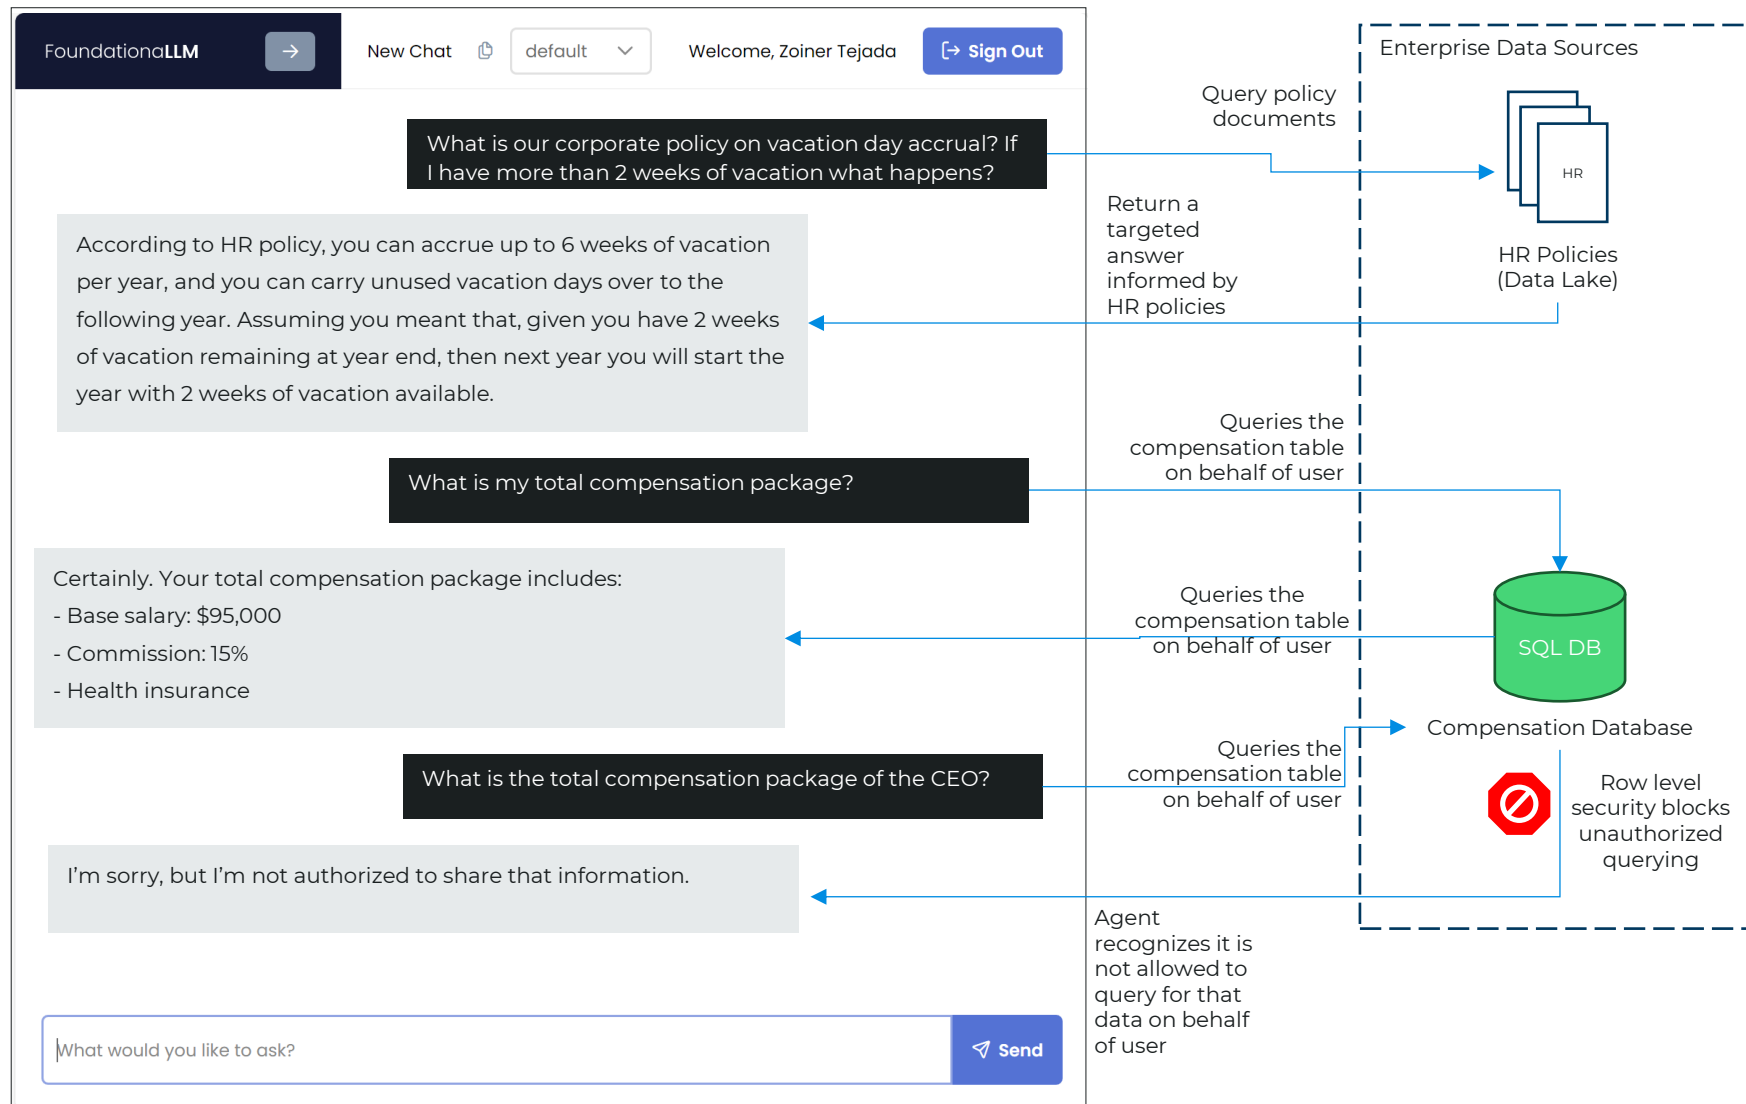 FoundationaLLM
New Chat
default
Welcome, Zoiner Tejada
Sign Out
What is our corporate policy on vacation day accrual? If
I have more than 2 weeks of vacation what happens?
According to HR policy, you can accrue up to 6 weeks of vacation
per year, and you can carry unused vacation days over to the
following year. Assuming you meant that, given you have 2 weeks
of vacation remaining at year end, then next year you will start the
year with 2 weeks of vacation available.
What is my total compensation package?
Certainly. Your total compensation package includes:
- Base salary: $95,000
- Commission: 15%
- Health insurance
What is the total compensation package of the CEO?
I’m sorry, but I’m not authorized to share that information.
What would you like to ask?
Send
Query policy
documents
Return a
targeted
answer
informed by
HR policies
Queries the
compensation table
on behalf of user
Queries the
compensation table
on behalf of user
Queries the
compensation table
on behalf of user
Agent
recognizes it is
not allowed to
query for that
data on behalf
of user
Enterprise Data Sources
HR
HR Policies
(Data Lake)
SQL DB
Compensation Database
Row level
security blocks
unauthorized
querying